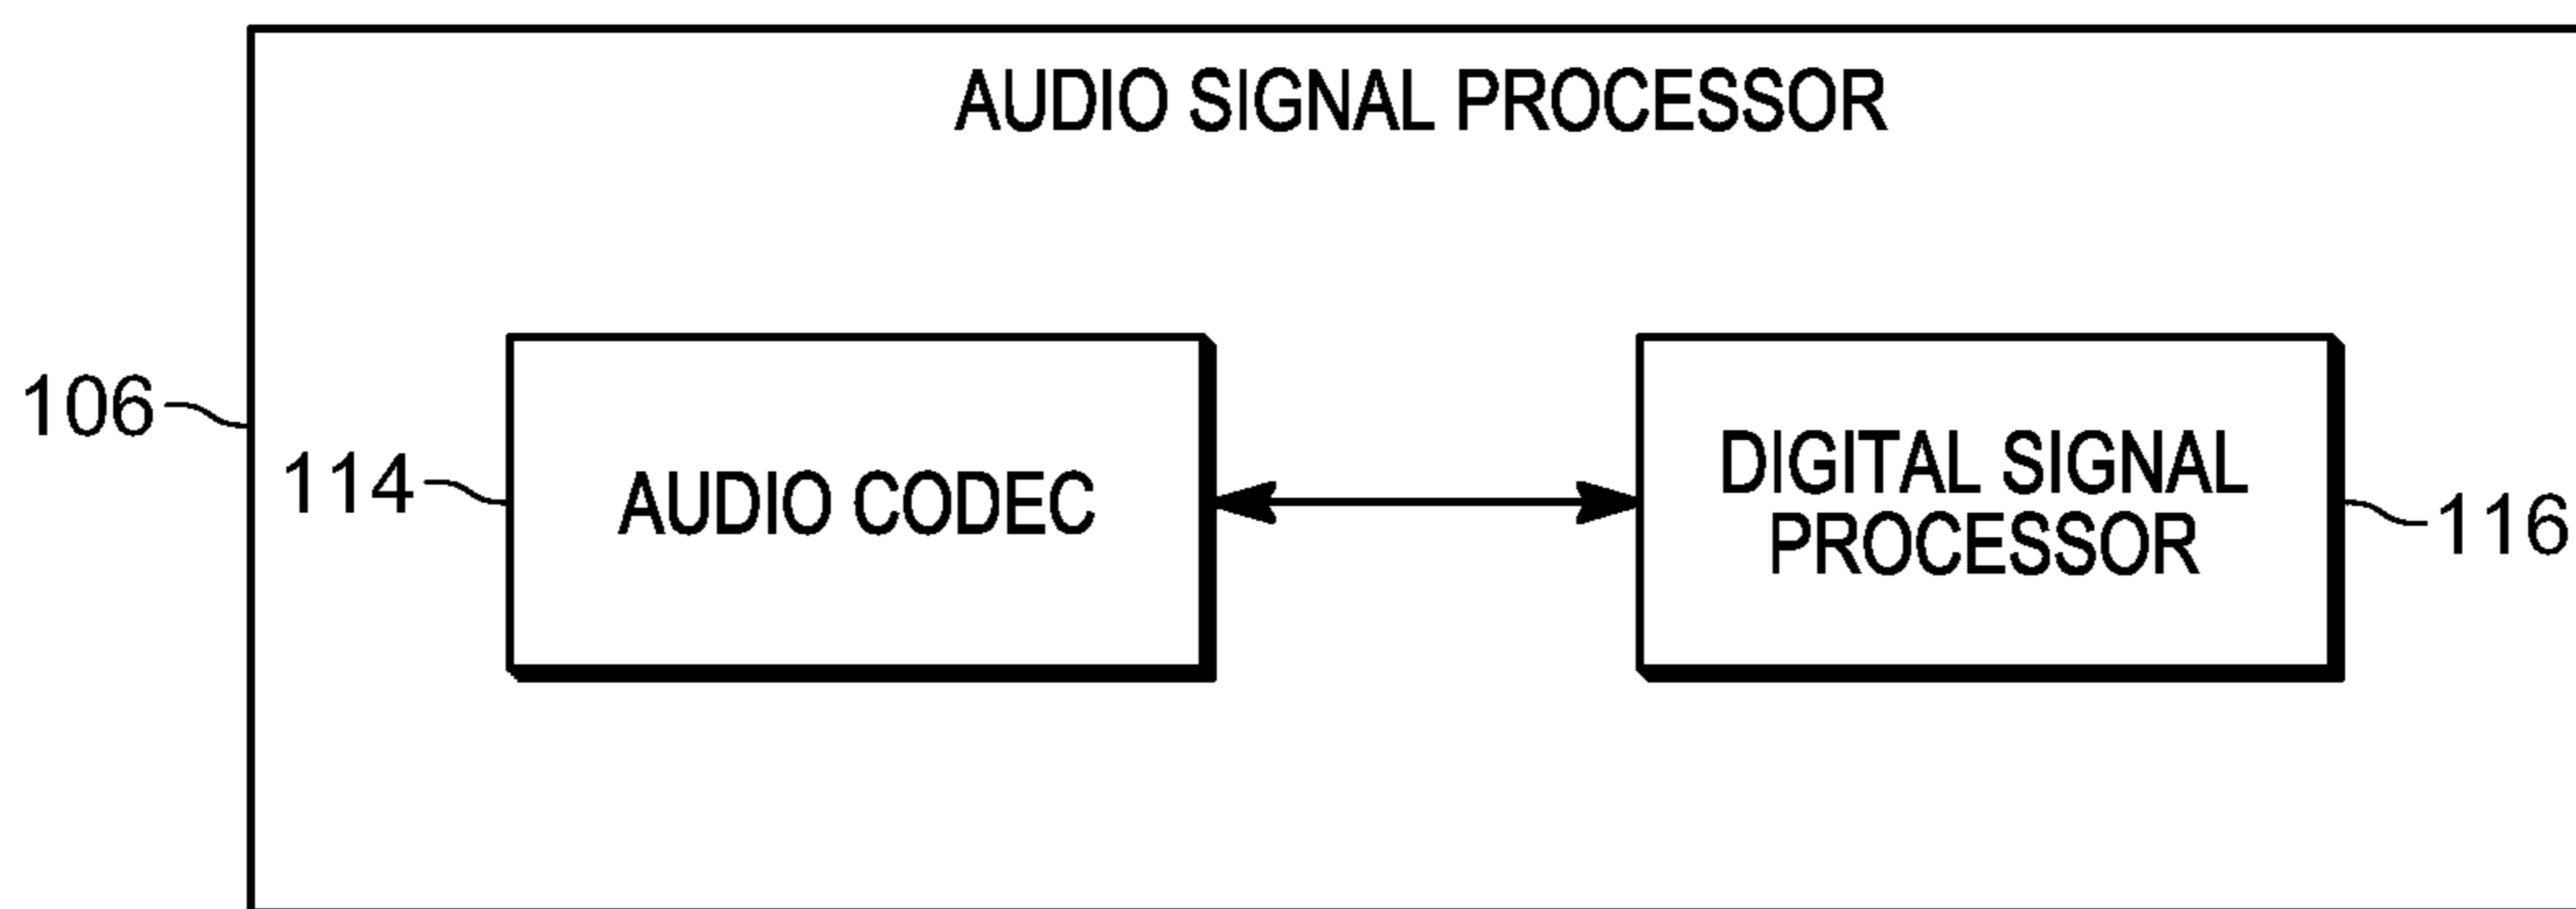 AUDIO SIGNAL PROCESSOR
106
114
AUDIO CODEC
DIGITAL SIGNAL
PROCESSOR
116